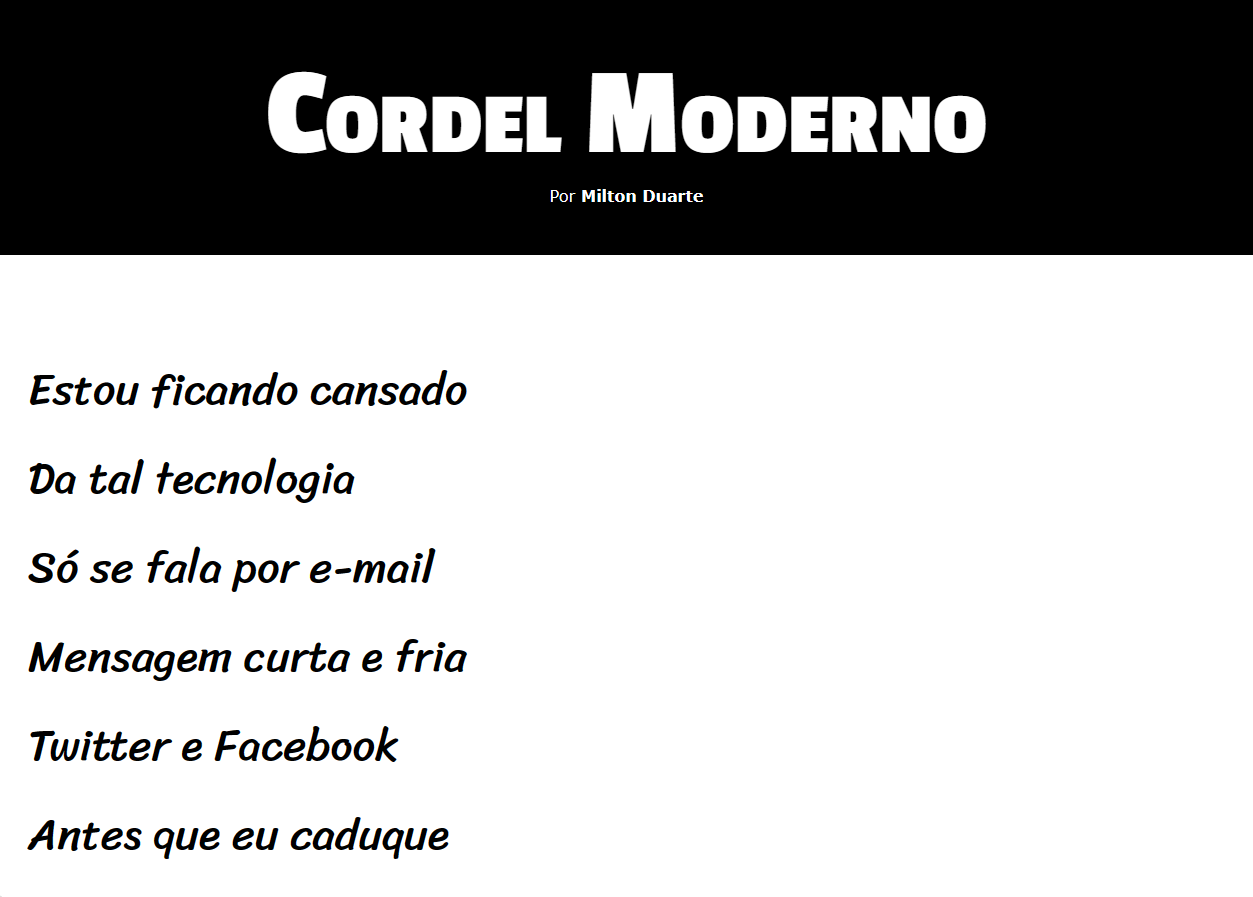 Cordel Moderno
Por Milton Duarte
Estou ficando cansado
Da tal tecnologia
Só se fala por e-mail
Mensagem curta e fria
Twitter e Facebook
Antes que eu caduque